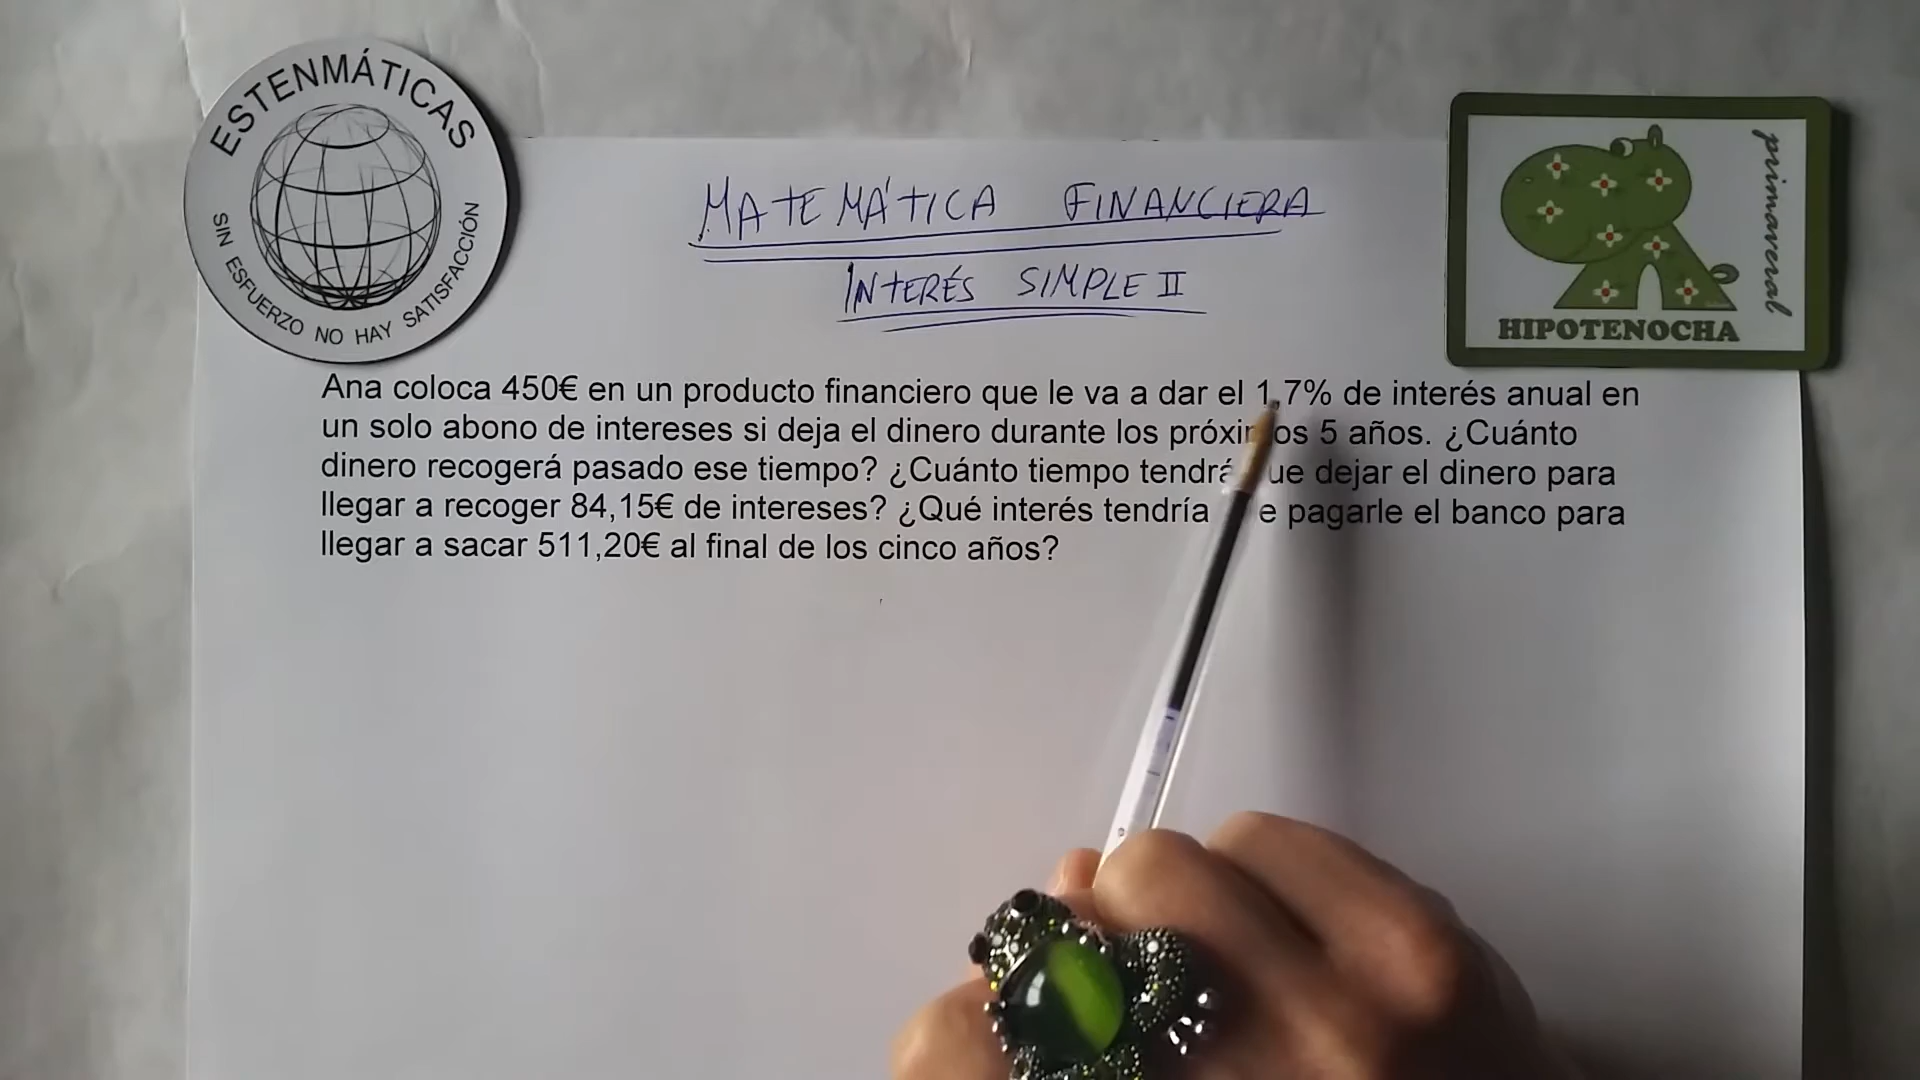 ESTENMÁTICAS
SIN ESFUERZO NO HAY SATISFACCIÓN
MATEMÁTICA FINANCIERA
INTERÉS SIMPLE II
primaveral
HIPOTENOCHA
Ana coloca 450€ en un producto financiero que le va a dar el 1,7% de interés anual en
un solo abono de intereses si deja el dinero durante los próximos 5 años. ¿Cuánto
dinero recogerá pasado ese tiempo? ¿Cuánto tiempo tendrá que dejar el dinero para
llegar a recoger 84,15€ de intereses? ¿Qué interés tendría que pagarle el banco para
llegar a sacar 511,20€ al final de los cinco años?